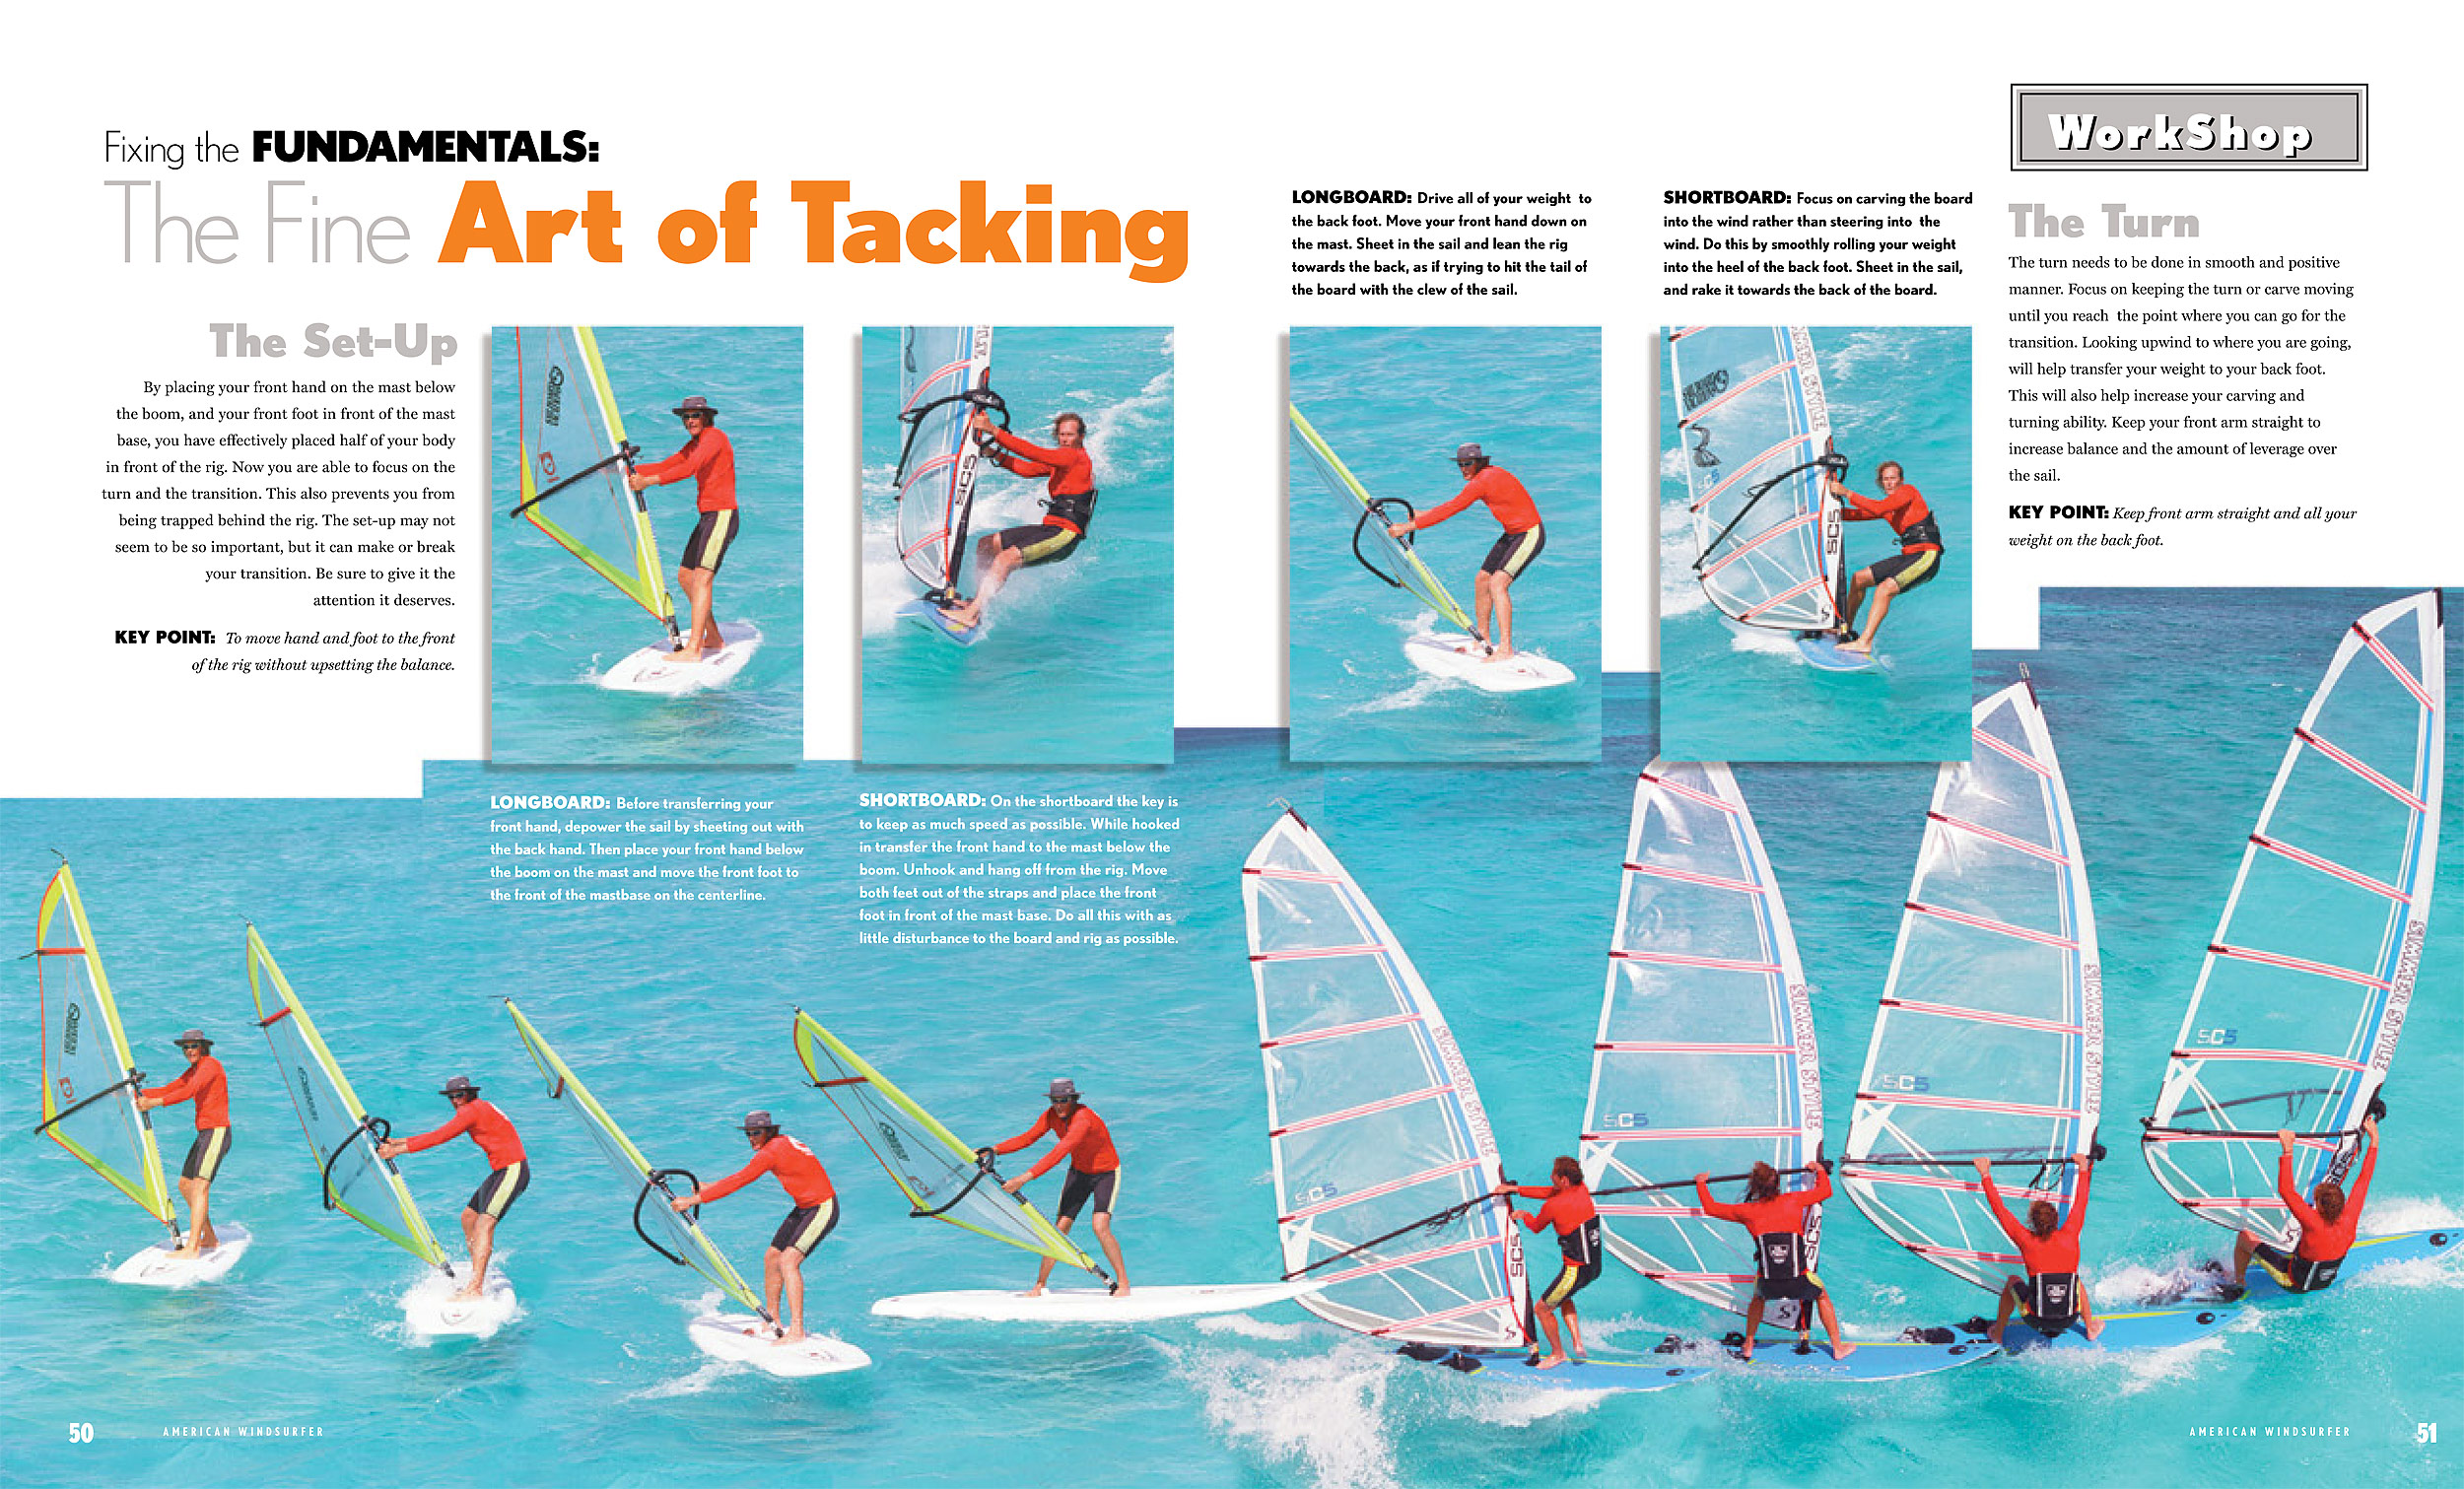 Fixing the FUNDAMENTALS:
The Fine Art of Tacking
The Set-Up
By placing your front hand on the mast below
the boom, and your front foot in front of the mast
base, you have effectively placed half of your body
in front of the rig. Now you are able to focus on the
turn and the transition. This also prevents you from
being trapped behind the rig. The set-up may not
seem to be so important, but it can make or break
your transition. Be sure to give it the
attention it deserves.
KEY POINT: To move hand and foot to the front
of the rig without upsetting the balance.
LONGBOARD: Before transferring your
front hand, depower the sail by sheeting out with
the back hand. Then place your front hand below
the boom on the mast and move the front foot to
the front of the mastbase on the centerline.
SHORTBOARD: On the shortboard the key is
to keep as much speed as possible. While hooked
in transfer the front hand to the mast below the
boom. Unhook and hang off from the rig. Move
both feet out of the straps and place the front
foot in front of the mast base. Do all this with as
little disturbance to the board and rig as possible.
LONGBOARD: Drive all of your weight to
the back foot. Move your front hand down on
the mast. Sheet in the sail and lean the rig
towards the back, as if trying to hit the tail of
the board with the clew of the sail.
SHORTBOARD: Focus on carving the board
into the wind rather than steering into the
wind. Do this by smoothly rolling your weight
into the heel of the back foot. Sheet in the sail,
and rake it towards the back of the board.
WorkShop
The Turn
The turn needs to be done in smooth and positive
manner. Focus on keeping the turn or carve moving
until you reach the point where you can go for the
transition. Looking upwind to where you are going,
will help transfer your weight to your back foot.
This will also help increase your carving and
turning ability. Keep your front arm straight to
increase balance and the amount of leverage over
the sail.
KEY POINT: Keep front arm straight and all your
weight on the back foot.
SCS
SCS
SIMMER STYLE
SC5
SCS
SIMMER STYLE
SC5
SCS
SIMMER STYLE
SC5
SIMMER STYLE
SC5
50
AMERICAN WINDSURFER
AMERICAN WINDSURFER
51